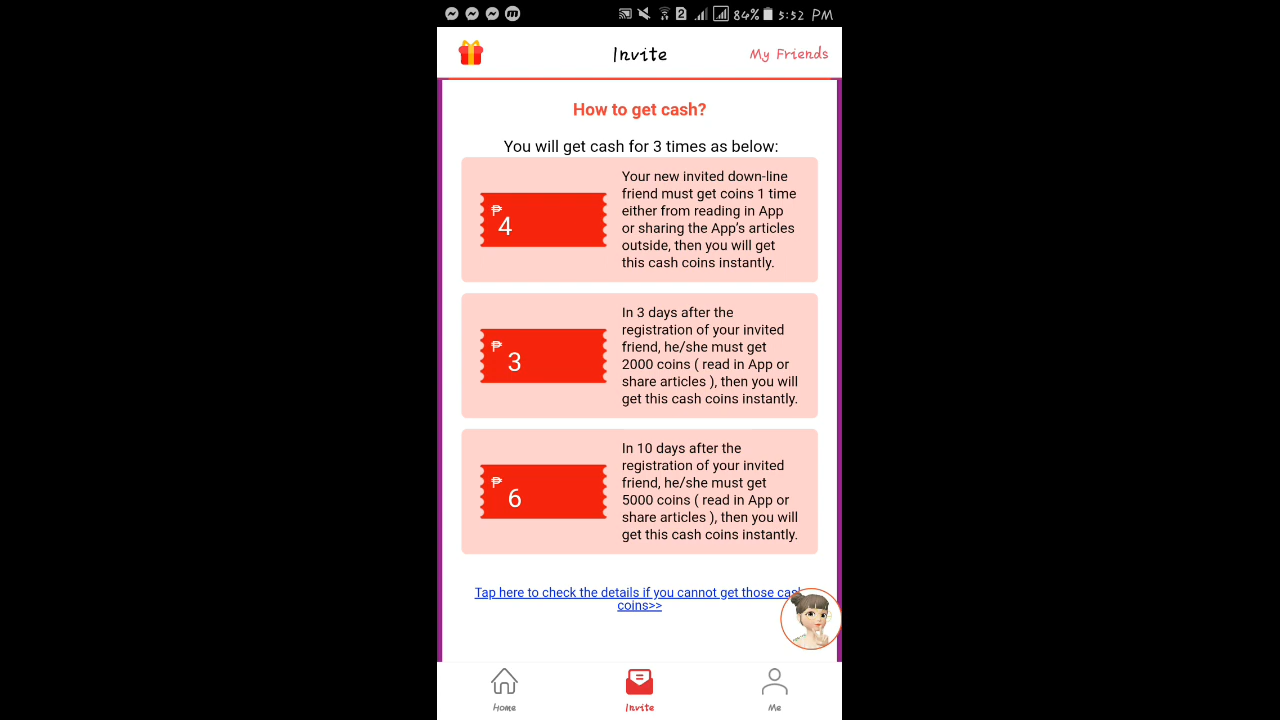 2 84% 5:52 PM
Invite
My Friends
How to get cash?
You will get cash for 3 times as below:
₱
4
Your new invited down-line
friend must get coins 1 time
either from reading in App
or sharing the App's articles
outside, then you will get
this cash coins instantly.
₱
3
In 3 days after the
registration of your invited
friend, he/she must get
2000 coins ( read in App or
share articles ), then you will
get this cash coins instantly.
₱
6
In 10 days after the
registration of your invited
friend, he/she must get
5000 coins ( read in App or
share articles ), then you will
get this cash coins instantly.
Tap here to check the details if you cannot get those cash
coins>>
Home
Invite
Me